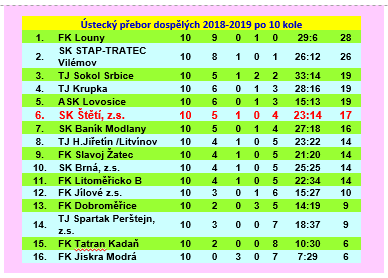 Ústecký přebor dospělých 2018-2019 po 10 kole
1. FK Louny 10 9 0 1 0 29:6 28
2. SK STAP-TRATEC Vilémov 10 8 1 0 1 26:12 26
3. TJ Sokol Srbice 10 5 1 2 2 33:14 19
4. TJ Krupka 10 6 0 1 3 28:16 19
5. ASK Lovosice 10 6 0 1 3 15:13 19
6. SK Štětí, z.s. 10 5 1 0 4 23:14 17
7. SK Baník Modlany 10 5 0 1 4 27:18 16
8. TJ H.Jiřetín /Litvínov 10 4 1 0 5 23:22 14
9. FK Slavoj Žatec 10 4 1 0 5 21:20 14
10. SK Brná, z.s. 10 4 1 0 5 25:25 14
11. FK Litoměřicko B 10 4 1 0 5 22:34 14
12. FK Jílové z.s. 10 3 0 1 6 15:27 10
13. FK Dobroměřice 10 2 0 3 5 14:19 9
14. TJ Spartak Perštejn, z.s. 10 3 0 0 7 18:37 9
15. FK Tatran Kadaň 10 2 0 0 8 10:30 6
16. FK Jiskra Modrá 10 0 3 0 7 7:29 6